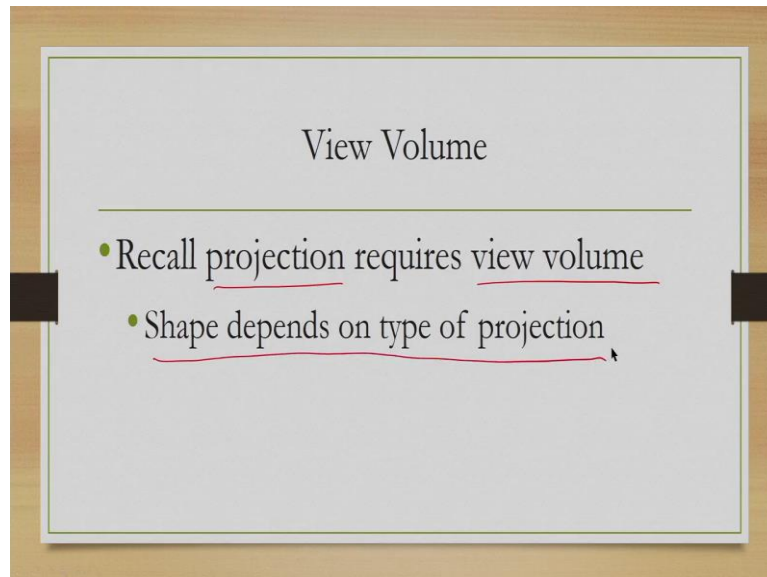 View Volume
•Recall projection requires view volume
•Shape depends on type of projection